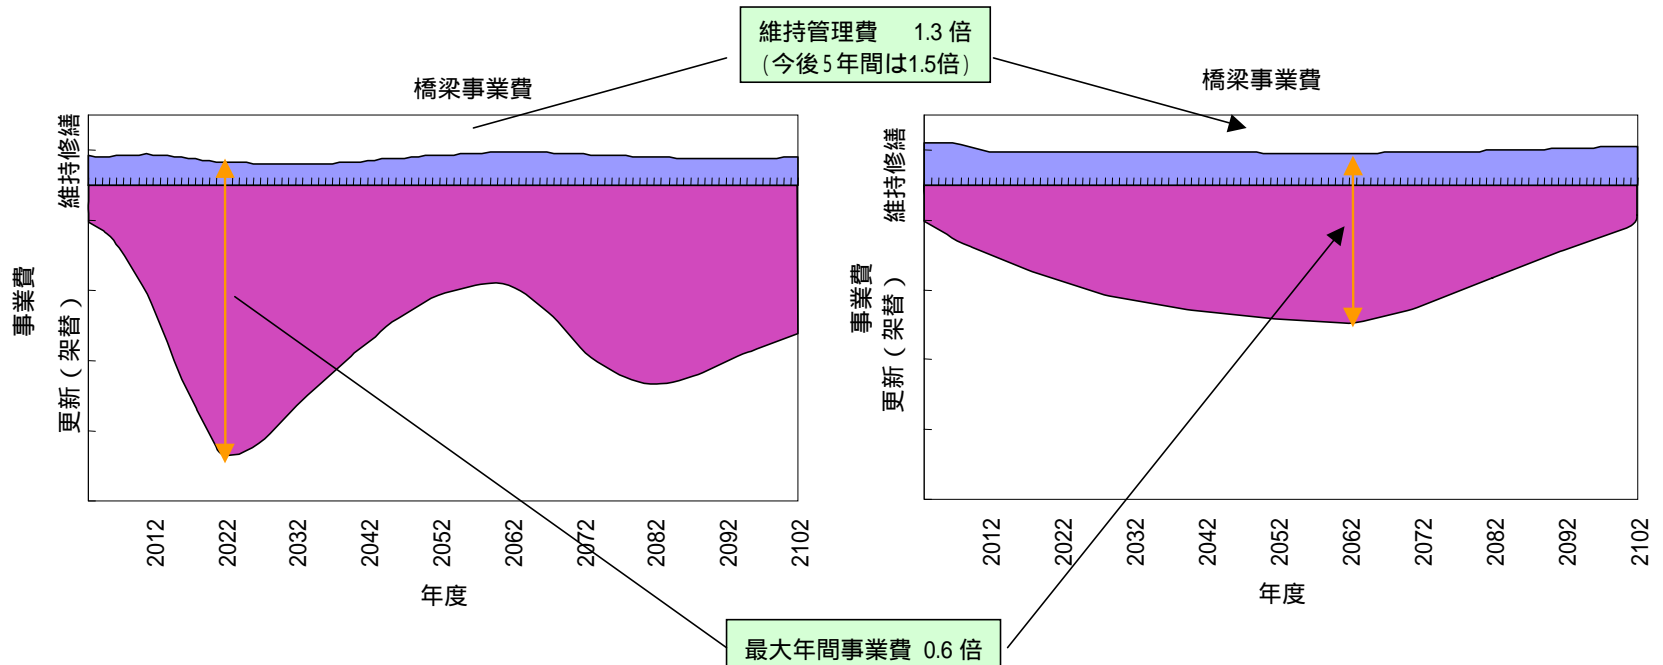 維持管理費 1.3 倍
(今後5年間は1.5倍)
橋梁事業費
維持修繕
事業費
更新（架替）
2012 2022 2032 2042 2052 2062 2072 2082 2092 2102
年度
橋梁事業費
維持修繕
事業費
更新（架替）
2012 2022 2032 2042 2052 2062 2072 2082 2092 2102
年度
最大年間事業費 0.6 倍